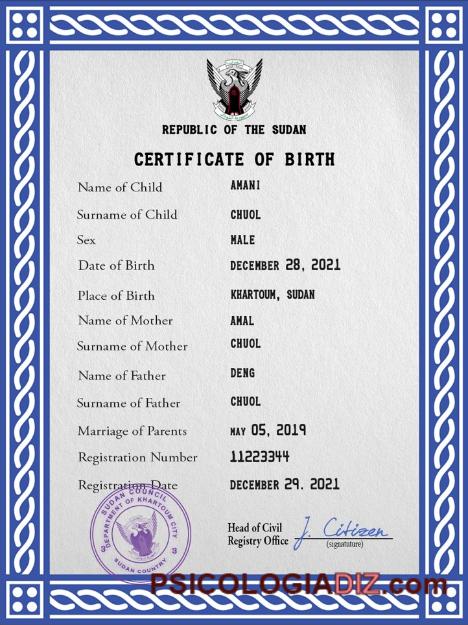 REPUBLIC OF THE SUDAN
CERTIFICATE OF BIRTH
Name of Child AMANI
Surname of Child CHUOL
Sex MALE
Date of Birth DECEMBER 28, 2021
Place of Birth KHARTOUM, SUDAN
Name of Mother AMAL
Surname of Mother CHUOL
Name of Father DENG
Surname of Father CHUOL
Marriage of Parents MAY 05, 2019
Registration Number 11223344
Registration Date DECEMBER 29. 2021
SUDAN COUNCIL
DEPARTMENT OF KHARTOUM CITY
3 3
SUDAN COUNTRY
Head of Civil
Registry Office J. Citizen
(signatuture)
PSICOLOGIADIZ.com